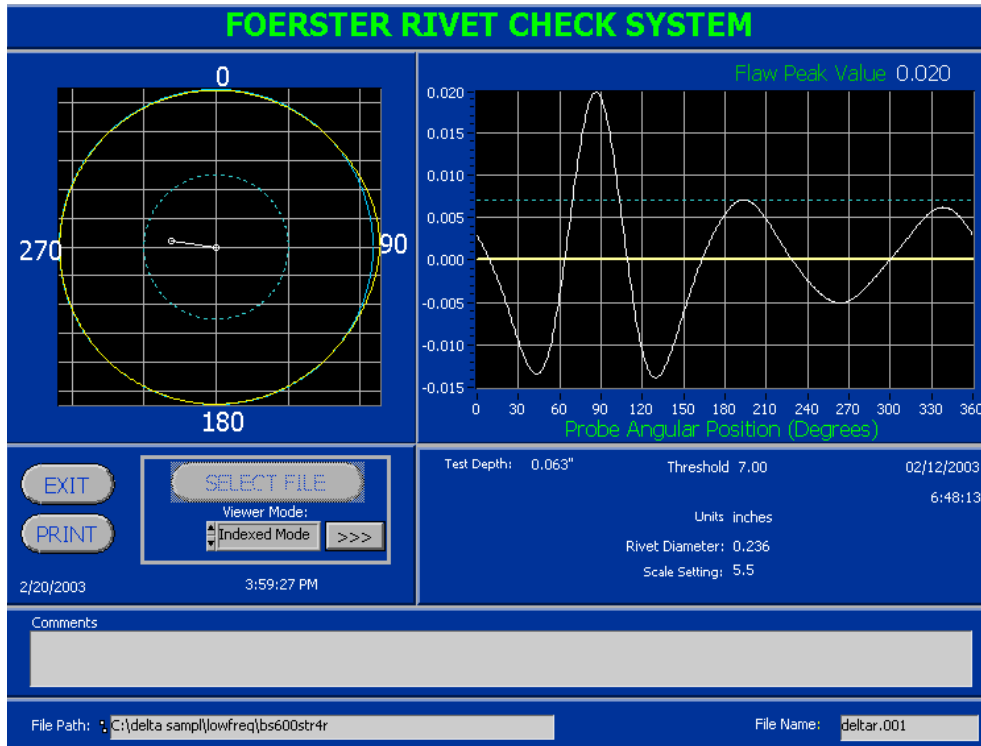 FOERSTER RIVET CHECK SYSTEM
0
270
90
180
Flaw Peak Value 0.020
0.020
0.015
0.010
0.005
0.000
-0.005
-0.010
-0.015
0 30 60 90 120 150 180 210 240 270 300 330 360
Probe Angular Position (Degrees)
EXIT
PRINT
SELECT FILE
Viewer Mode:
Indexed Mode >>>
2/20/2003 3:59:27 PM
Test Depth: 0.063" Threshold 7.00 02/12/2003
6:48:13
Units inches
Rivet Diameter: 0.236
Scale Setting: 5.5
Comments
File Path: C:\delta sampl\lowfreq\bs600str4r
File Name: deltar.001